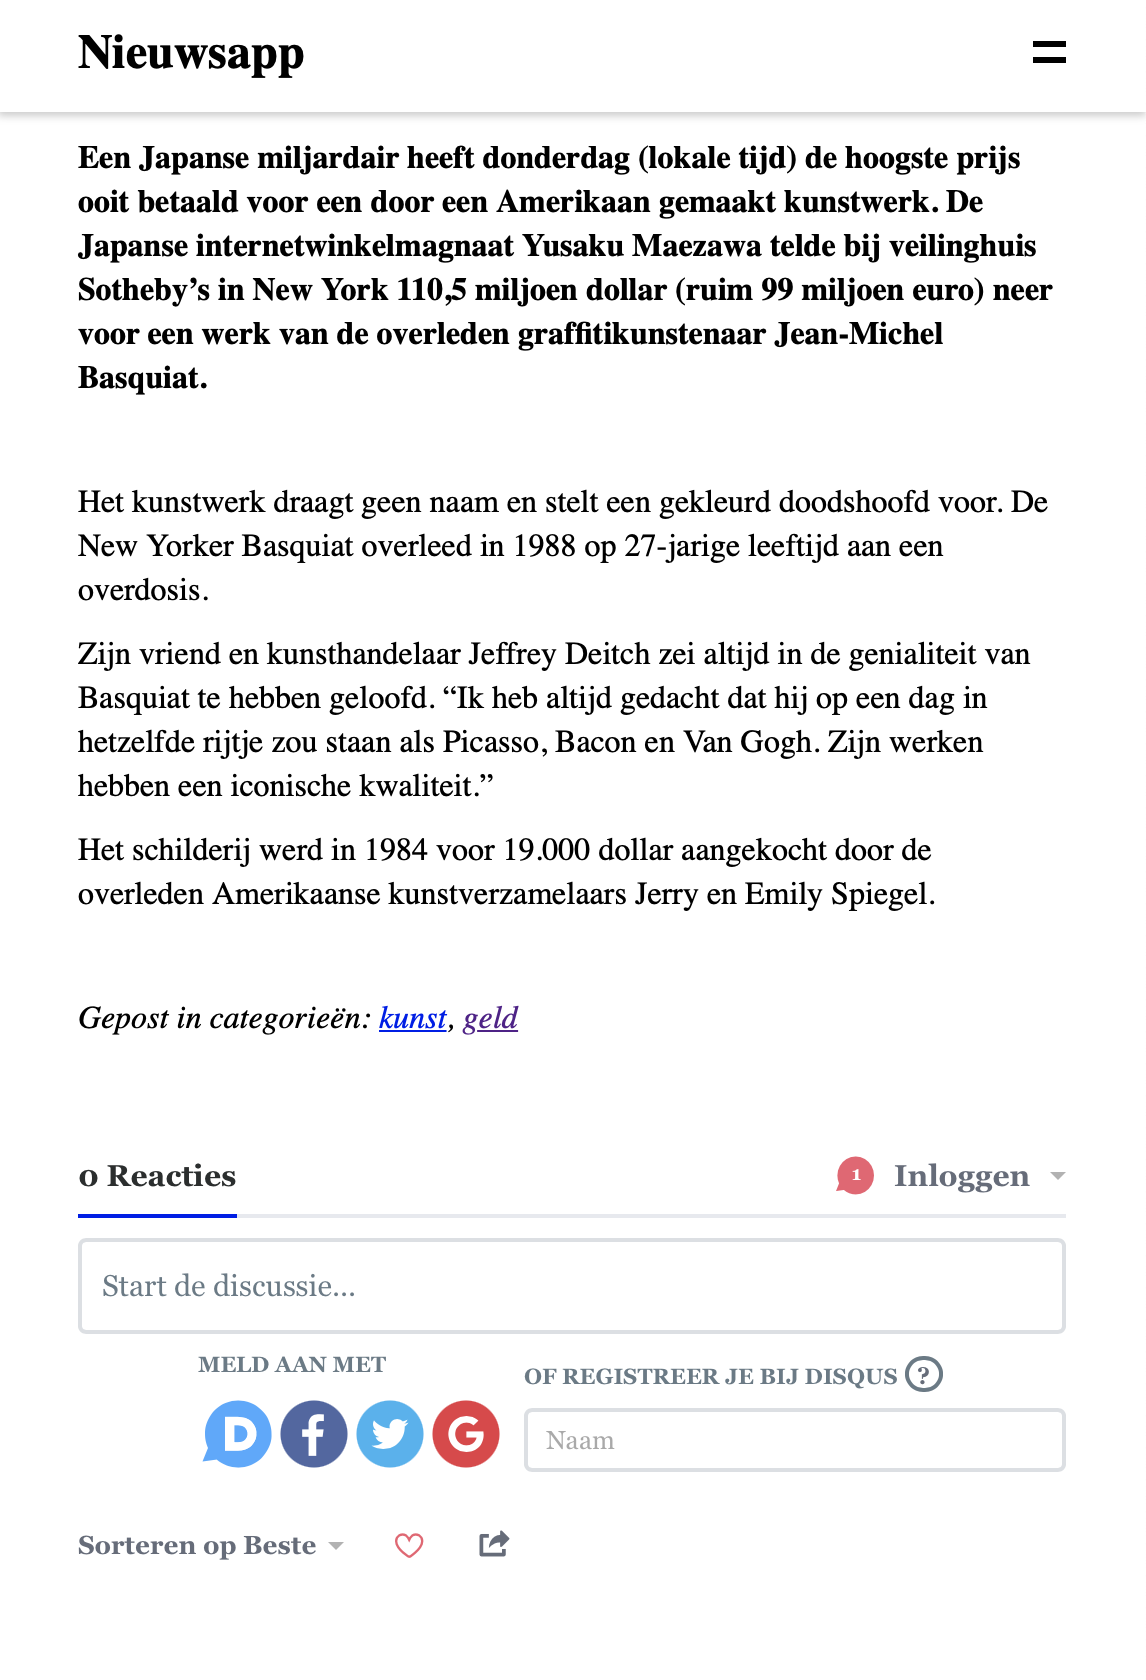 Nieuwsapp
Een Japanse miljardair heeft donderdag (lokale tijd) de hoogste prijs
ooit betaald voor een door een Amerikaan gemaakt kunstwerk. De
Japanse internetwinkelmagnaat Yusaku Maezawa telde bij veilinghuis
Sotheby’s in New York 110,5 miljoen dollar (ruim 99 miljoen euro) neer
voor een werk van de overleden graffitikunstenaar Jean-Michel
Basquiat.
Het kunstwerk draagt geen naam en stelt een gekleurd doodshoofd voor. De
New Yorker Basquiat overleed in 1988 op 27-jarige leeftijd aan een
overdosis.
Zijn vriend en kunsthandelaar Jeffrey Deitch zei altijd in de genialiteit van
Basquiat te hebben geloofd. “Ik heb altijd gedacht dat hij op een dag in
hetzelfde rijtje zou staan als Picasso, Bacon en Van Gogh. Zijn werken
hebben een iconische kwaliteit.”
Het schilderij werd in 1984 voor 19.000 dollar aangekocht door de
overleden Amerikaanse kunstverzamelaars Jerry en Emily Spiegel.
Gepost in categorieën: kunst, geld
0 Reacties 1 Inloggen
Start de discussie...
MELD AAN MET
OF REGISTREER JE BIJ DISQUS ?
D f G
Naam
Sorteren op Beste